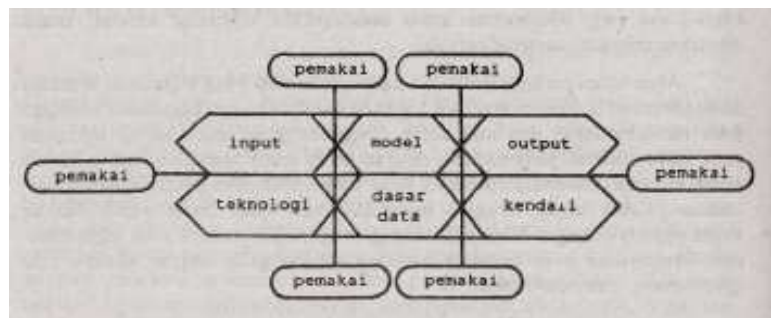 pemakai pemakai
input model output
pemakai pemakai
teknologi dasar data kendali
pemakai pemakai